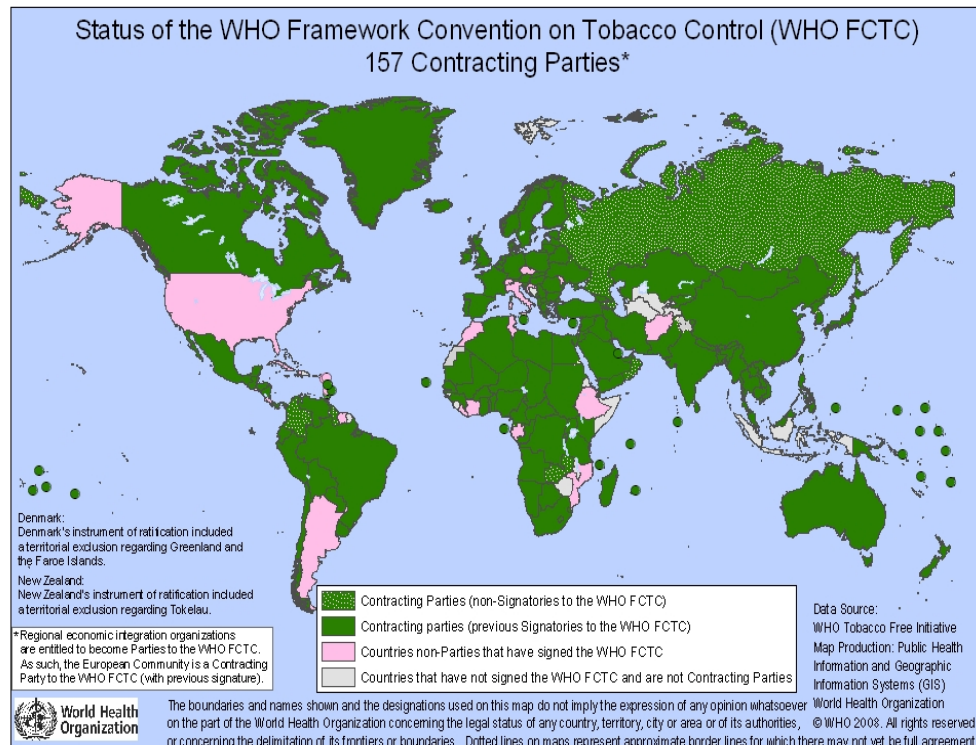 Status of the WHO Framework Convention on Tobacco Control (WHO FCTC)
157 Contracting Parties*
Denmark:
Denmark's instrument of ratification included
a territorial exclusion regarding Greenland and
the Faroe Islands.
New Zealand:
New Zealand's instrument of ratification included
a territorial exclusion regarding Tokelau.
*Regional economic integration organizations
are entitled to become Parties to the WHO FCTC.
As such, the European Community is a Contracting
Party to the WHO FCTC (with previous signature).
Contracting Parties (non-Signatories to the WHO FCTC)
Contracting parties (previous Signatories to the WHO FCTC)
Countries non-Parties that have signed the WHO FCTC
Countries that have not signed the WHO FCTC and are not Contracting Parties
Data Source:
WHO Tobacco Free Initiative
Map Production: Public Health
Information and Geographic
Information Systems (GIS)
World Health Organization
© WHO 2008. All rights reserved
World Health
Organization
The boundaries and names shown and the designations used on this map do not imply the expression of any opinion whatsoever
on the part of the World Health Organization concerning the legal status of any country, territory, city or area or of its authorities,
or concerning the delimitation of its frontiers or boundaries. Dotted lines on maps represent approximate border lines for which there may not yet be full agreement